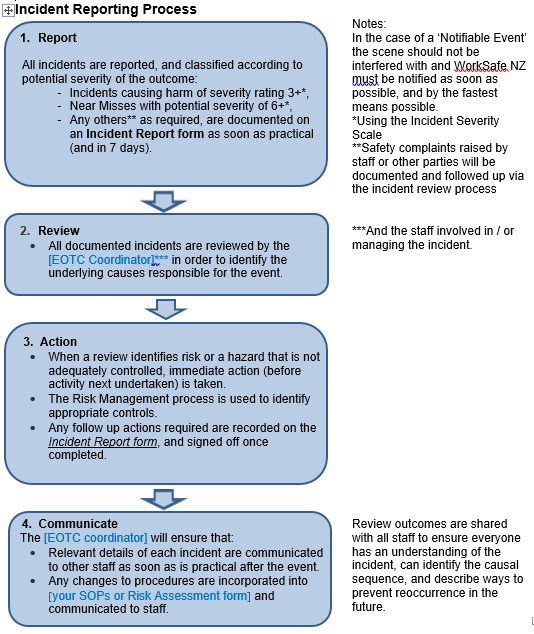 Incident Reporting Process
1. Report
All incidents are reported, and classified according to
potential severity of the outcome:
- Incidents causing harm of severity rating 3+*,
- Near Misses with potential severity of 6+*,
- Any others** as required, are documented on
an Incident Report form as soon as practical
(and in 7 days).
Notes:
In the case of a ‘Notifiable Event’
the scene should not be
interfered with and WorkSafe NZ
must be notified as soon as
possible, and by the fastest
means possible.
*Using the Incident Severity
Scale
**Safety complaints raised by
staff or other parties will be
documented and followed up via
the incident review process
2. Review
• All documented incidents are reviewed by the
[EOTC Coordinator]*** in order to identify the
underlying causes responsible for the event.
***And the staff involved in / or
managing the incident.
3. Action
• When a review identifies risk or a hazard that is not
adequately controlled, immediate action (before
activity next undertaken) is taken.
• The Risk Management process is used to identify
appropriate controls.
• Any follow up actions required are recorded on the
Incident Report form, and signed off once
completed.
4. Communicate
The [EOTC coordinator] will ensure that:
• Relevant details of each incident are communicated
to other staff as soon as is practical after the event.
• Any changes to procedures are incorporated into
[your SOPs or Risk Assessment form] and
communicated to staff.
Review outcomes are shared
with all staff to ensure everyone
has an understanding of the
incident, can identify the causal
sequence, and describe ways to
prevent reoccurrence in the
future.